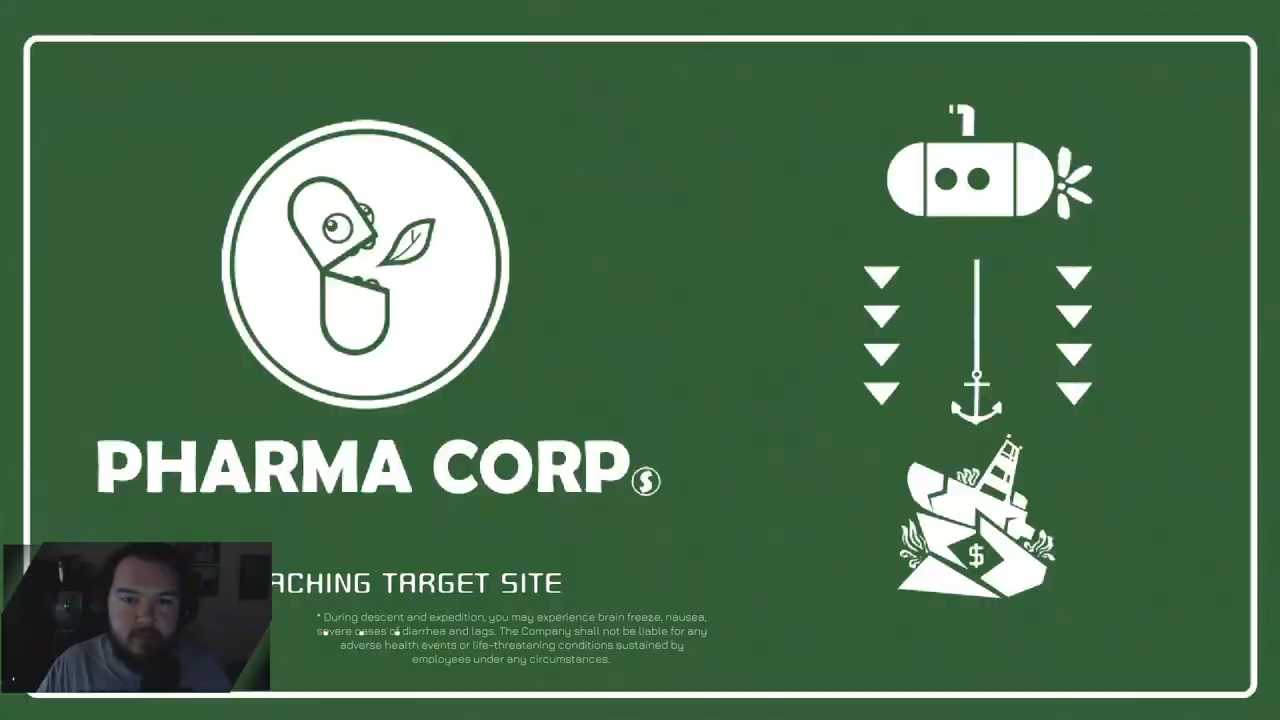 PHARMA CORP
$
ACHING TARGET SITE
* During descent and expedition, you may experience brain freeze, nausea,
severe cases of diarrhea and lags. The Company shall not be liable for any
adverse health events or life-threatening conditions sustained by
employees under any circumstances.
$